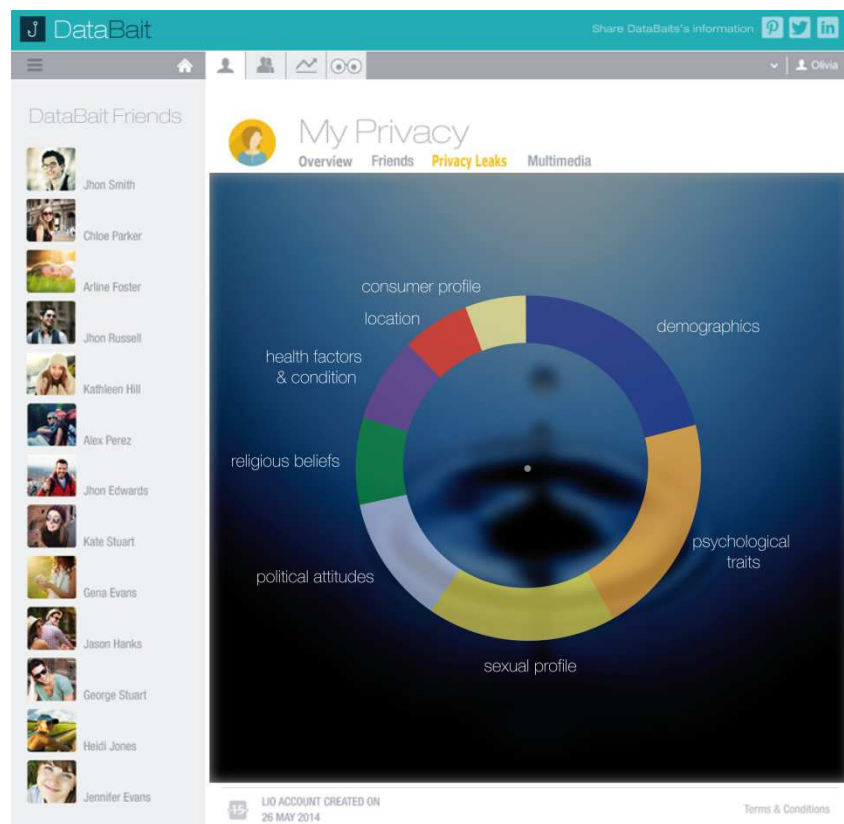 DataBait
Share DataBaits's information
Olivia
DataBait Friends
Jhon Smith
Chloe Parker
Arline Foster
Jhon Russell
Kathleen Hill
Alex Perez
Jhon Edwards
Kate Stuart
Gena Evans
Jason Hanks
George Stuart
Heidi Jones
Jennifer Evans
My Privacy
Overview Friends Privacy Leaks Multimedia
consumer profile
location
demographics
health factors
& condition
religious beliefs
psychological
traits
political attitudes
sexual profile
15
LIO ACCOUNT CREATED ON
26 MAY 2014
Terms & Conditions